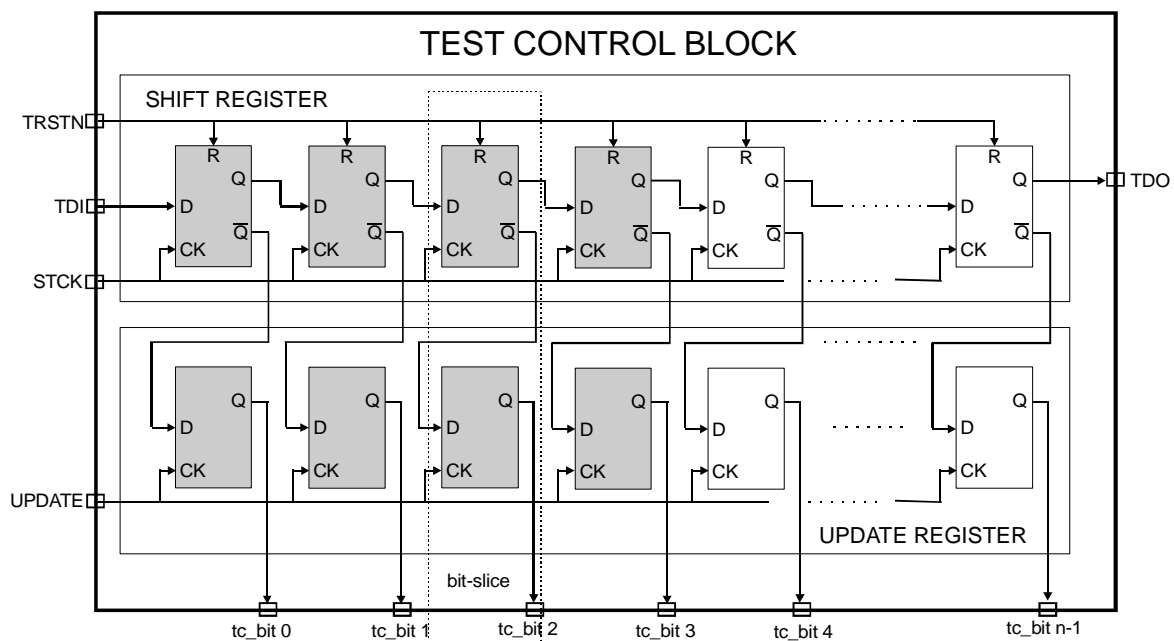 TEST CONTROL BLOCK
SHIFT REGISTER
TRSTN
R R R R R R
Q Q Q Q Q Q
TDO
TDI
D D D D D D
Q̅ Q̅ Q̅ Q̅ Q̅ Q̅
CK CK CK CK CK CK
STCK
Q Q Q Q Q Q
D D D D D D
CK CK CK CK CK CK
UPDATE
UPDATE REGISTER
bit-slice
tc_bit 0 tc_bit 1 tc_bit 2 tc_bit 3 tc_bit 4 tc_bit n-1